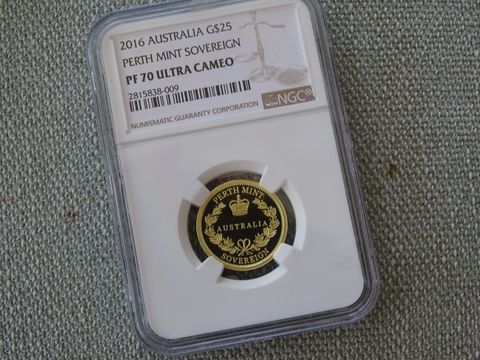 2016 AUSTRALIA G$25
PERTH MINT SOVEREIGN
PF 70 ULTRA CAMEO
2815838-009
NGC®
NUMISMATIC GUARANTY CORPORATION
PERTH MINT
AUSTRALIA
SOVEREIGN